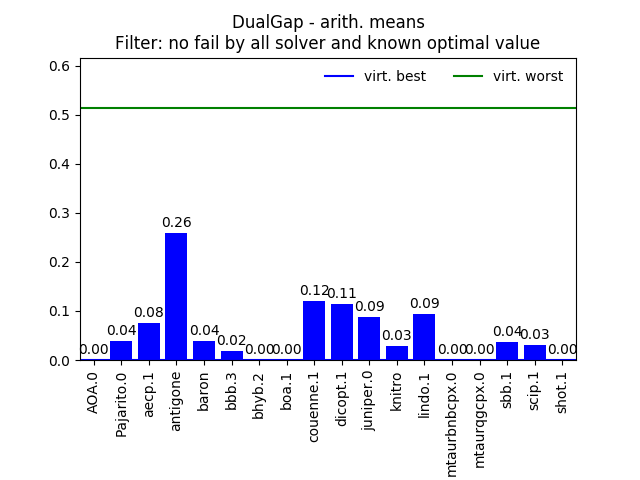 DualGap - arith. means
Filter: no fail by all solver and known optimal value
virt. best
virt. worst
0.6
0.5
0.4
0.3
0.2
0.1
0.0
0.00
0.04
0.08
0.26
0.04
0.02
0.00
0.00
0.12
0.11
0.09
0.03
0.09
0.00
0.00
0.04
0.03
0.00
AOA.0
Pajarito.0
aecp.1
antigone
baron
bbb.3
bhyb.2
boa.1
couenne.1
dicopt.1
juniper.0
knitro
lindo.1
mtaurbnbcpx.0
mtaurqgcpx.0
sbb.1
scip.1
shot.1